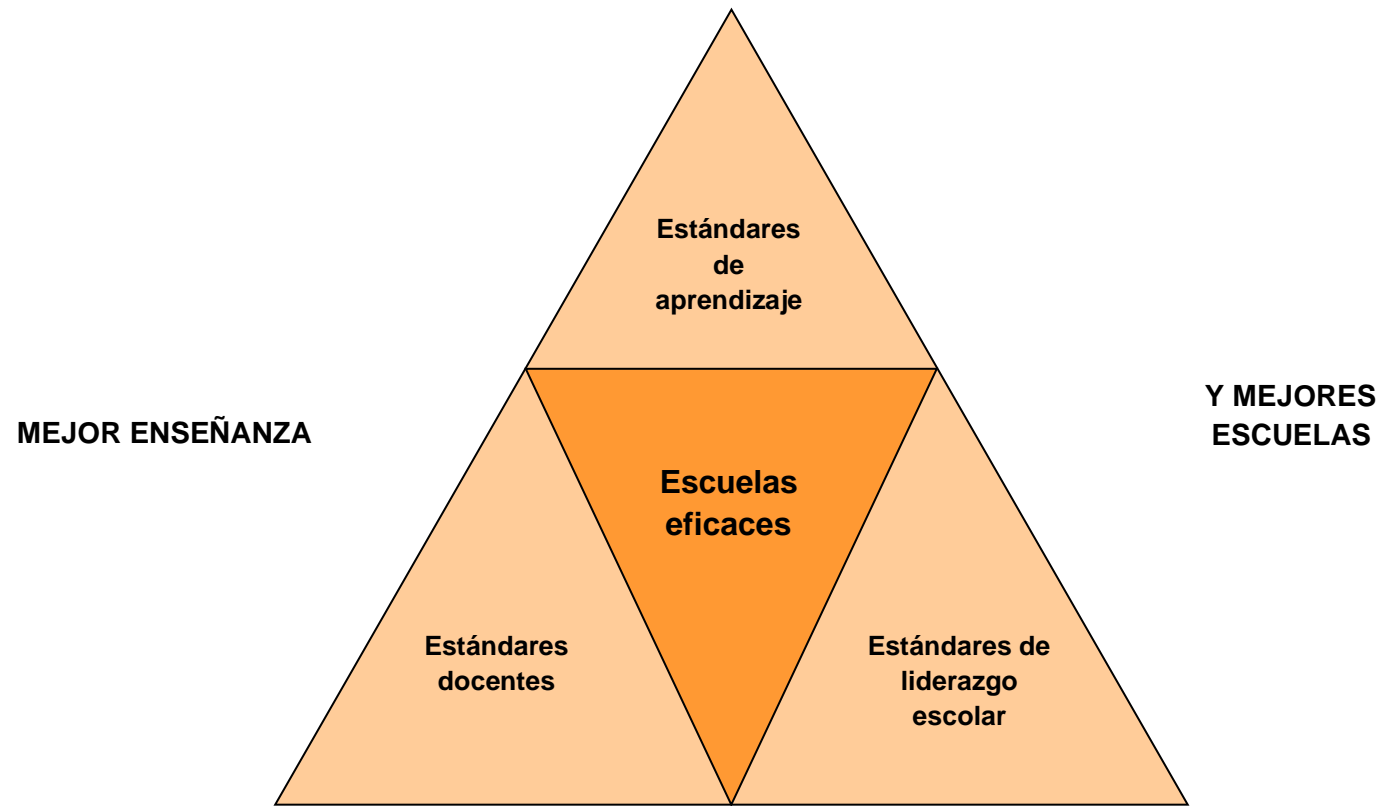 Estándares
de
aprendizaje
MEJOR ENSEÑANZA
Y MEJORES
ESCUELAS
Escuelas
eficaces
Estándares
docentes
Estándares de
liderazgo
escolar